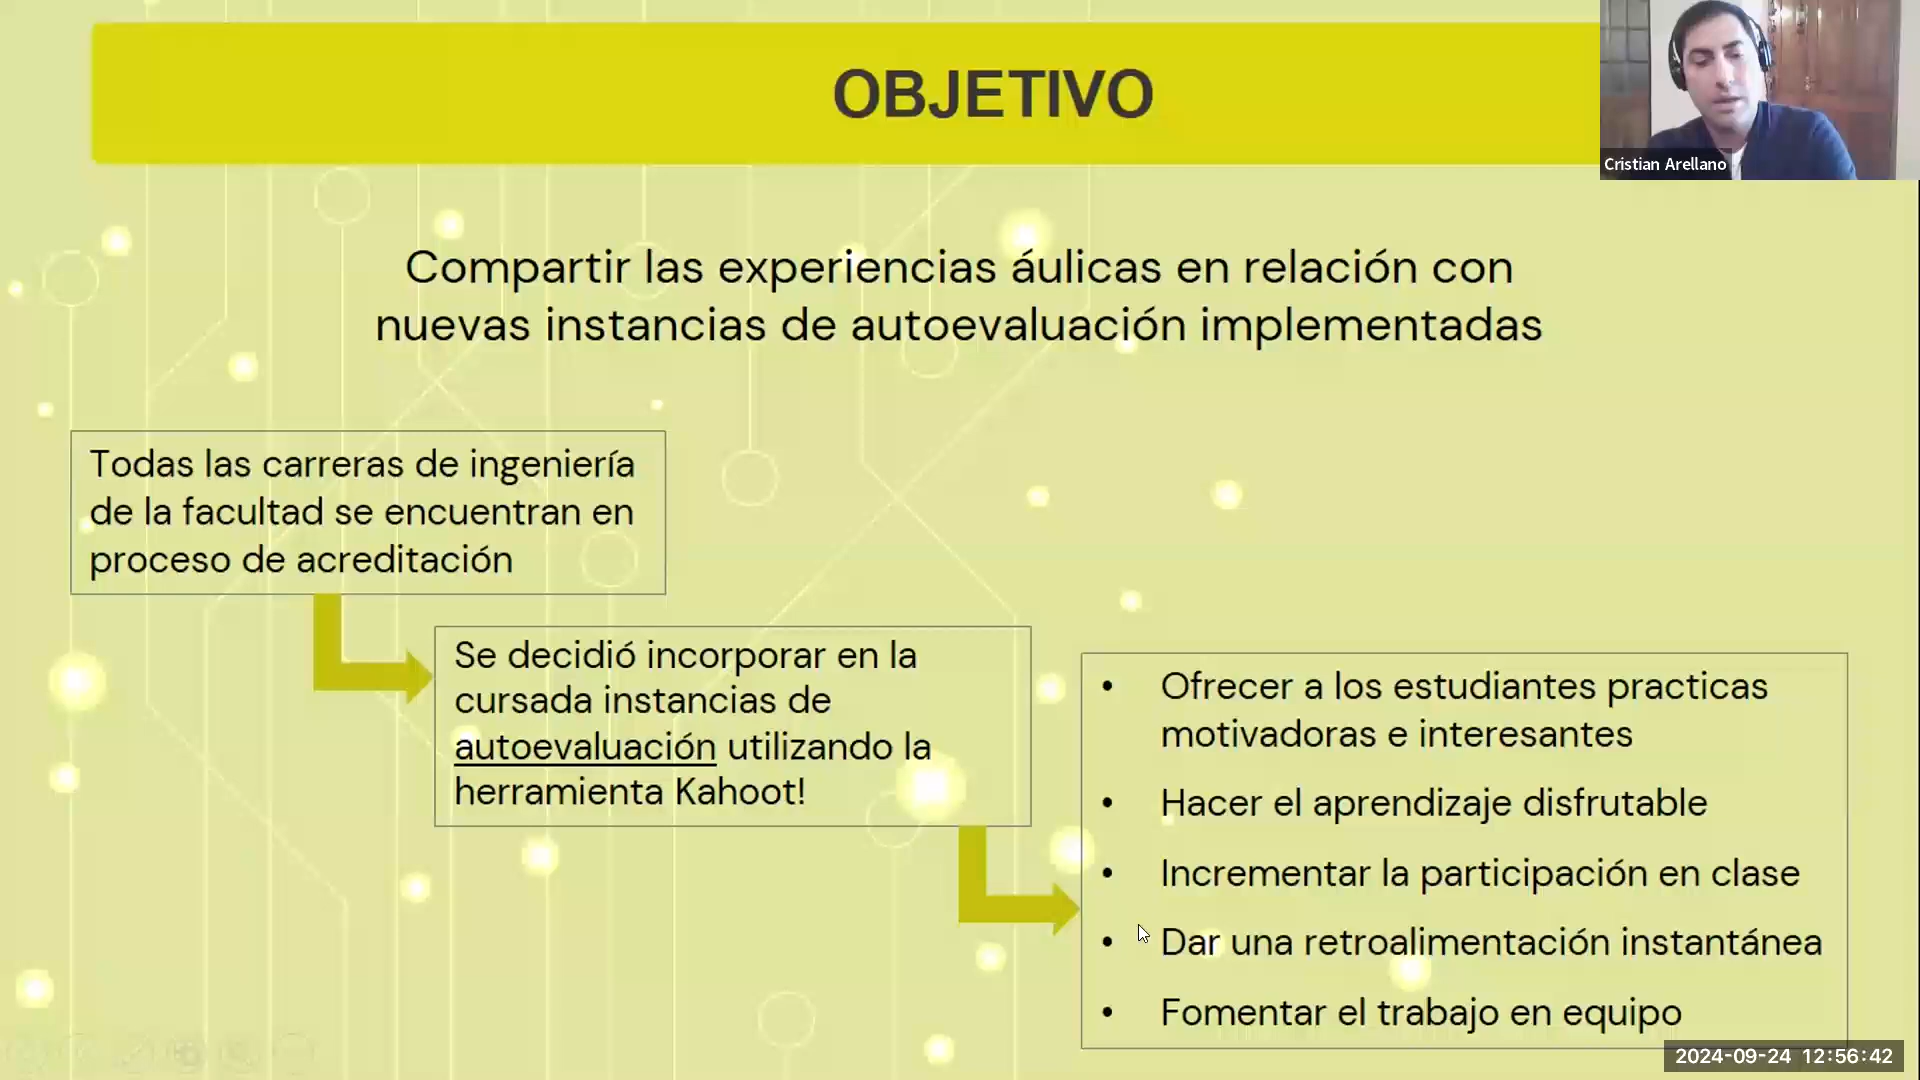 OBJETIVO
Cristian Arellano
Compartir las experiencias áulicas en relación con
nuevas instancias de autoevaluación implementadas
Todas las carreras de ingeniería
de la facultad se encuentran en
proceso de acreditación
Se decidió incorporar en la
cursada instancias de
autoevaluación utilizando la
herramienta Kahoot!
• Ofrecer a los estudiantes practicas
motivadoras e interesantes
• Hacer el aprendizaje disfrutable
• Incrementar la participación en clase
• Dar una retroalimentación instantánea
• Fomentar el trabajo en equipo
2024-09-24 12:56:42